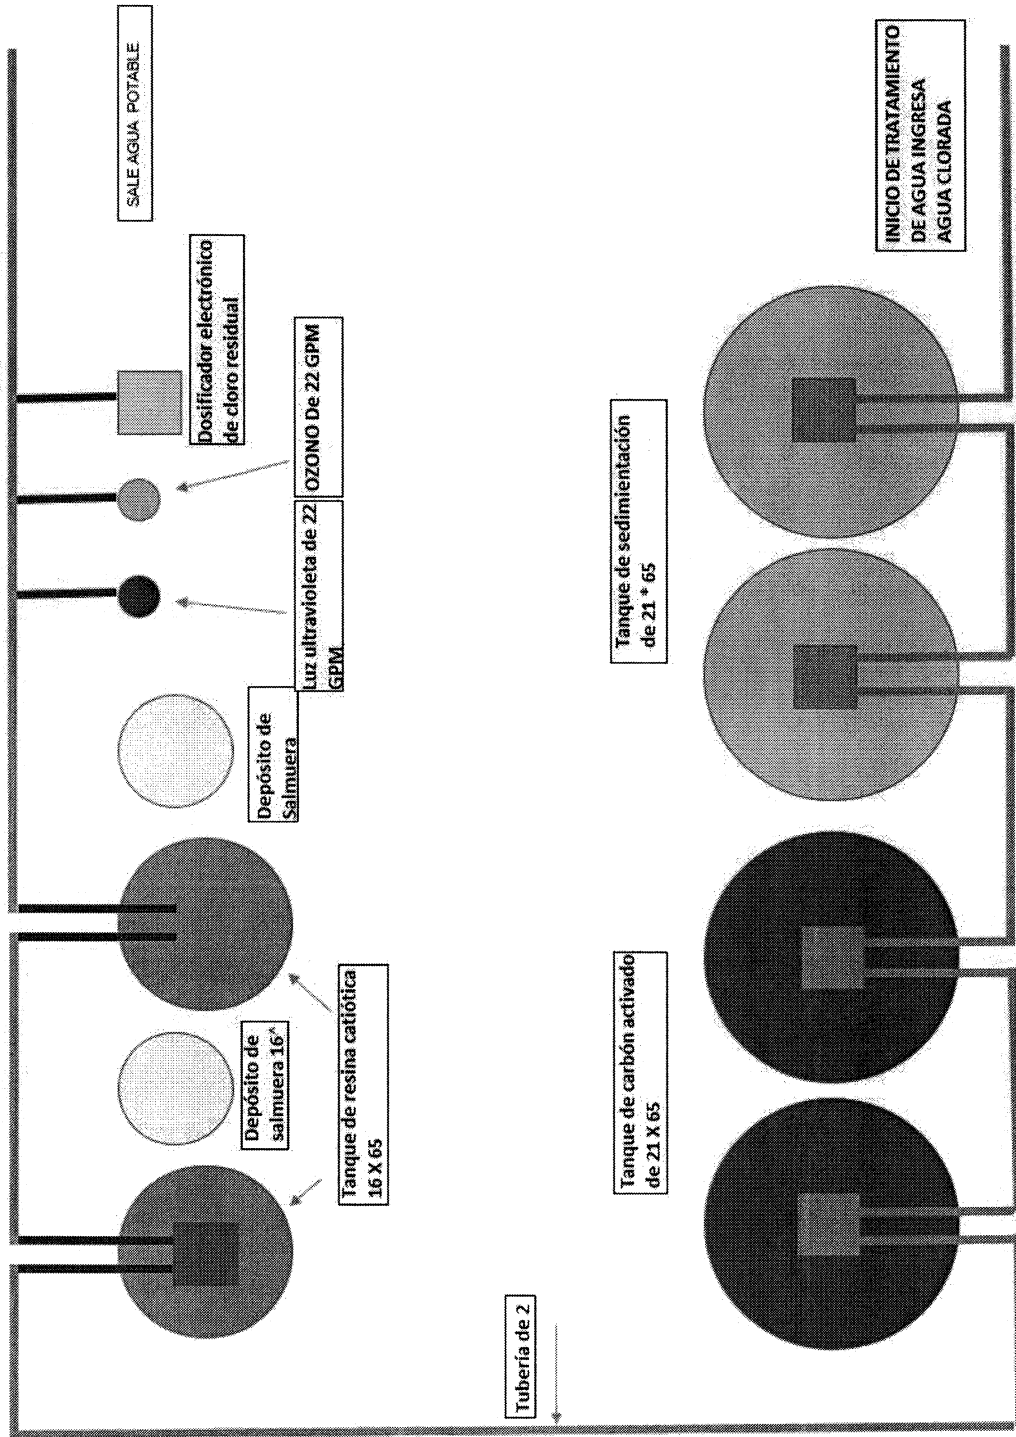 SALE AGUA POTABLE
Dosificador electrónico
de cloro residual
OZONO De 22 GPM
Luz ultravioleta de 22
GPM
Depósito de
Salmuera
Depósito de
salmuera 16^
Tanque de resina catiótica
16 X 65
Tubería de 2
INICIO DE TRATAMIENTO
DE AGUA INGRESA
AGUA CLORADA
Tanque de sedimientación
de 21 * 65
Tanque de carbón activado
de 21 X 65